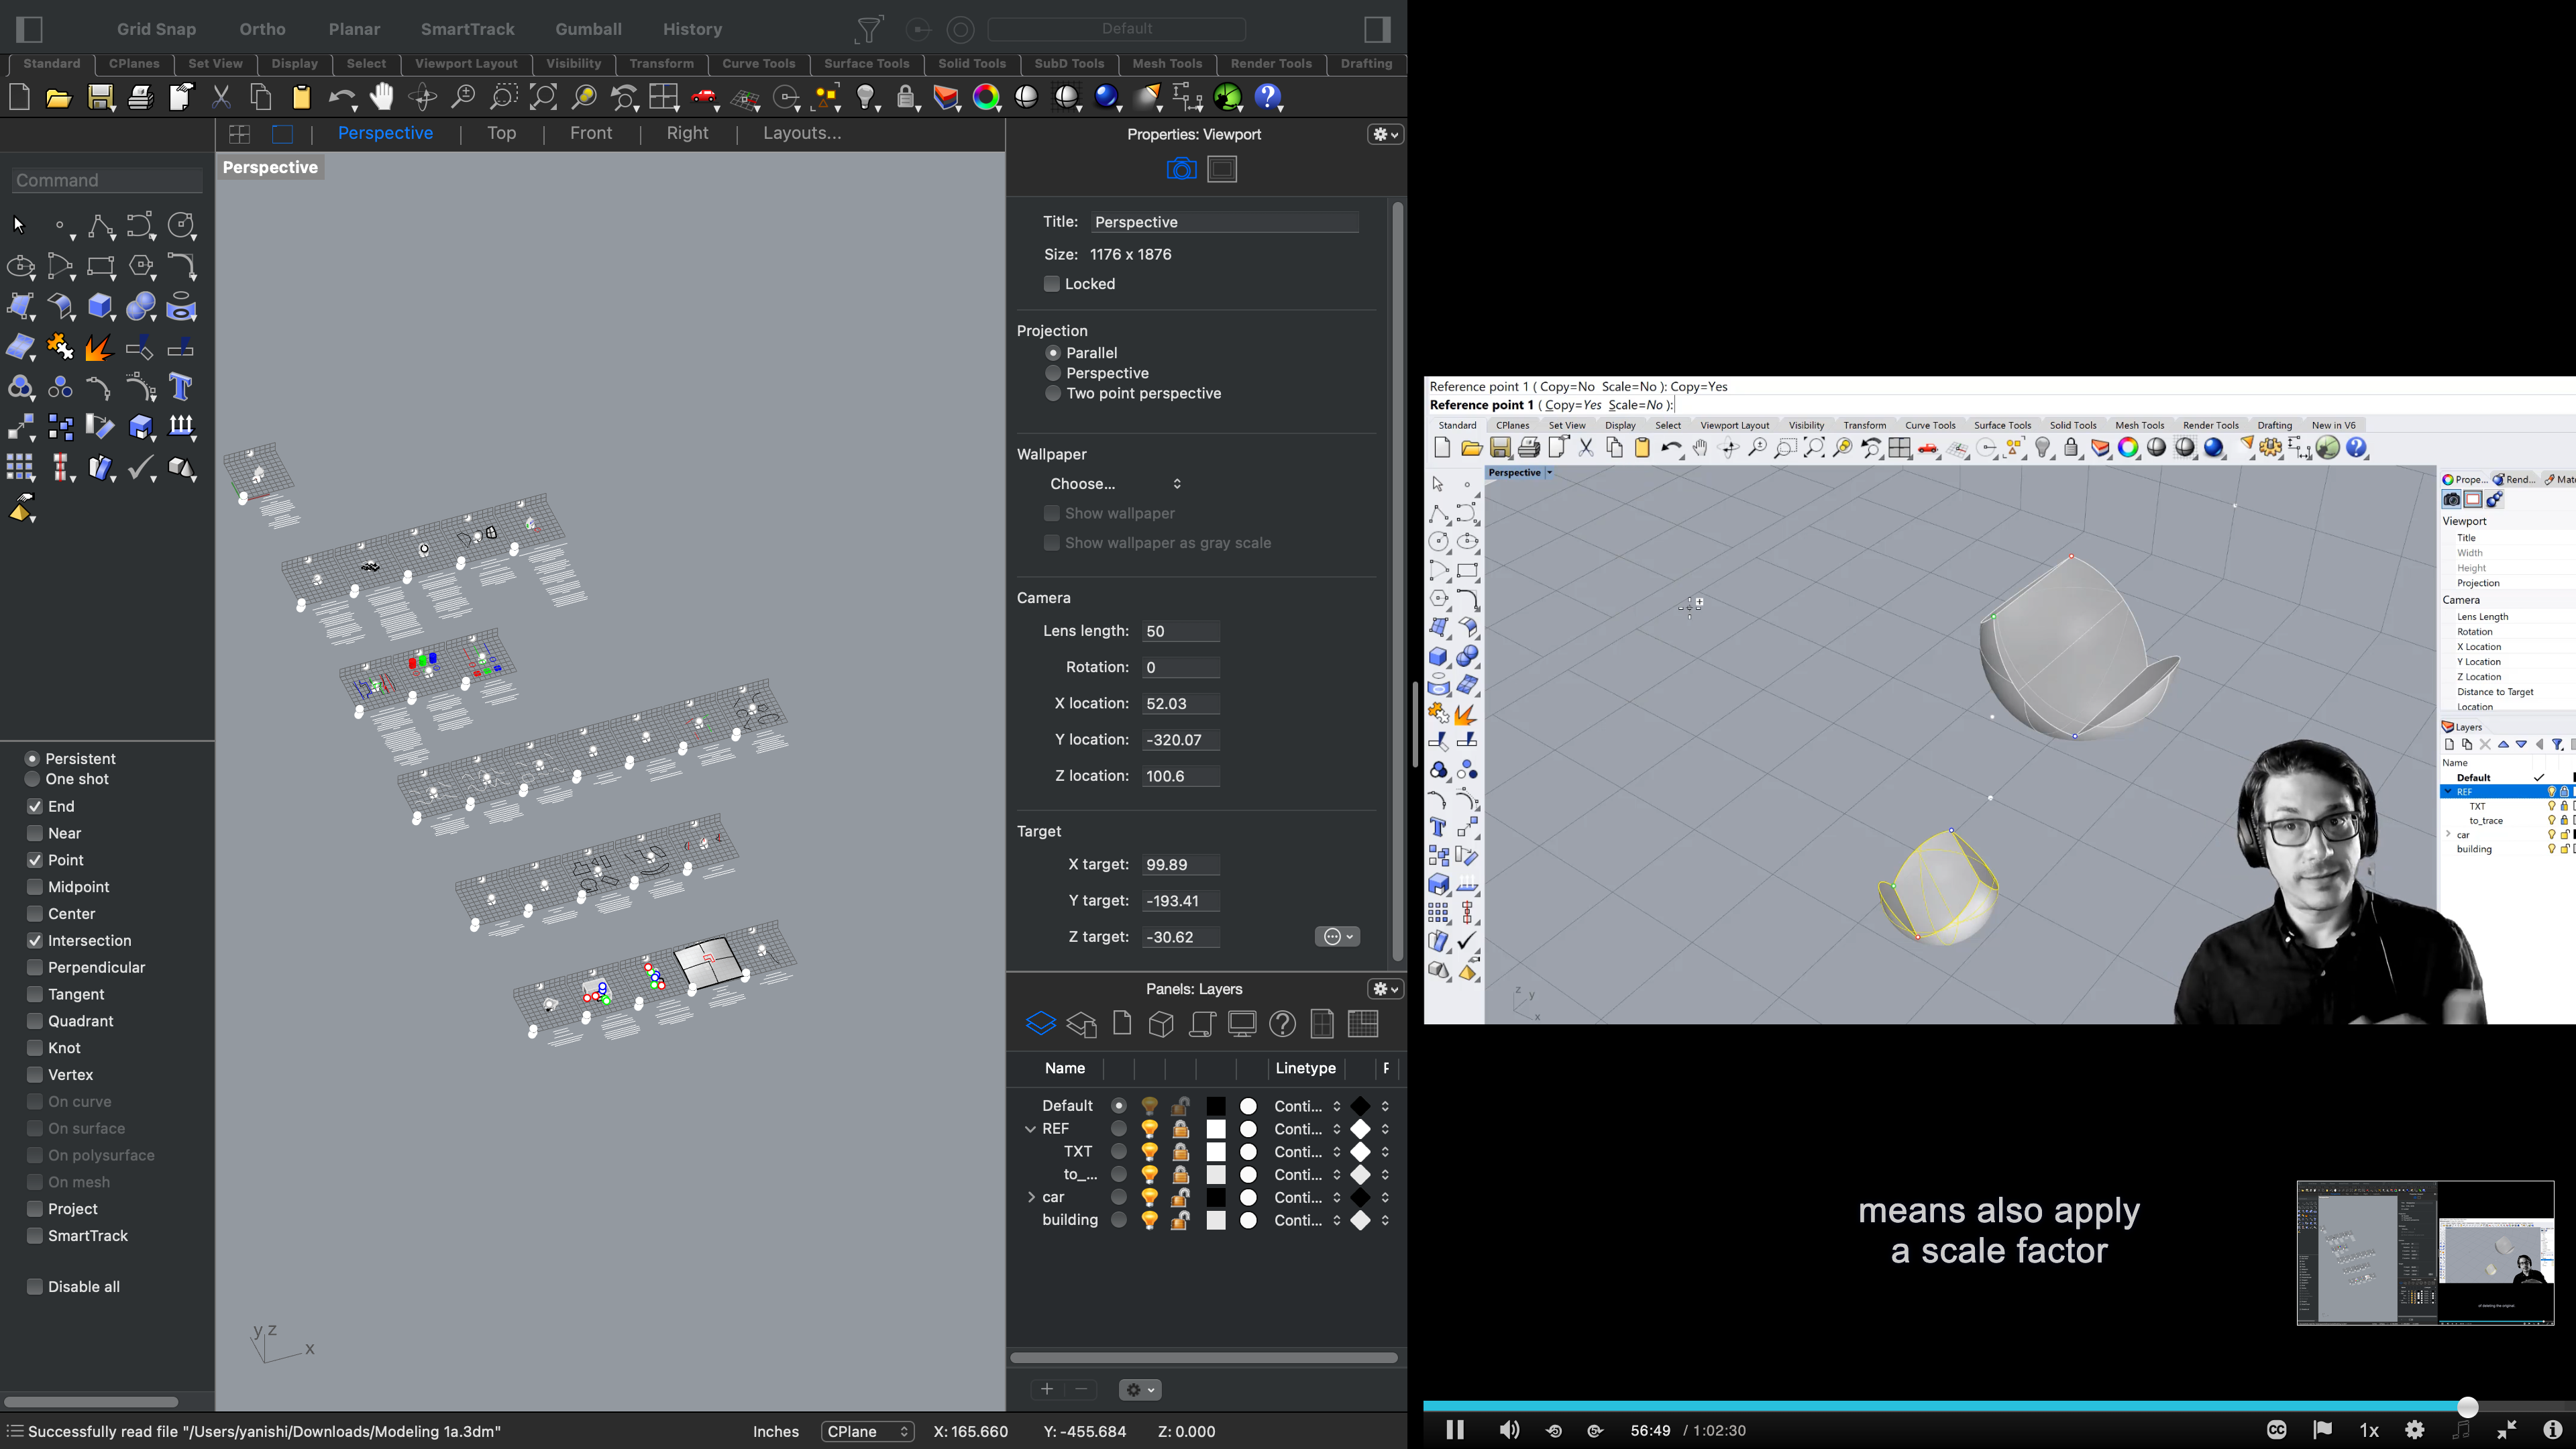 Grid Snap
Ortho
Planar
SmartTrack
Gumball
History
Default
Standard
CPlanes
Set View
Display
Select
Viewport Layout
Visibility
Transform
Curve Tools
Surface Tools
Solid Tools
SubD Tools
Mesh Tools
Render Tools
Drafting
Perspective
Top
Front
Right
Layouts...
Perspective
Command
Persistent
One shot
End
Near
Point
Midpoint
Center
Intersection
Perpendicular
Tangent
Quadrant
Knot
Vertex
On curve
On surface
On polysurface
On mesh
Project
SmartTrack
Disable all
y z
x
Properties: Viewport
Title: Perspective
Size: 1176 x 1876
Locked
Projection
Parallel
Perspective
Two point perspective
Wallpaper
Choose...
Show wallpaper
Show wallpaper as gray scale
Camera
Lens length: 50
Rotation: 0
X location: 52.03
Y location: -320.07
Z location: 100.6
Target
X target: 99.89
Y target: -193.41
Z target: -30.62
Panels: Layers
Name Linetype
Default Conti...
REF Conti...
TXT Conti...
to_... Conti...
car Conti...
building Conti...
Successfully read file "/Users/yanishi/Downloads/Modeling 1a.3dm"
Inches
CPlane
X: 165.660
Y: -455.684
Z: 0.000
Reference point 1 ( Copy=No Scale=No ): Copy=Yes
Reference point 1 ( Copy=Yes Scale=No ):
Standard
CPlanes
Set View
Display
Select
Viewport Layout
Visibility
Transform
Curve Tools
Surface Tools
Solid Tools
Mesh Tools
Render Tools
Drafting
New in V6
Perspective
z
y
x
Prope...
Rend...
Mate
Viewport
Title
Width
Height
Projection
Camera
Lens Length
Rotation
X Location
Y Location
Z Location
Distance to Target
Location
Layers
Name
Default
REF
TXT
to_trace
car
building
means also apply
a scale factor
of deleting the original
56:49 / 1:02:30
CC
1x